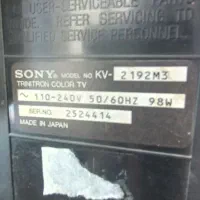 USER-SERVICEABLE
REFER SERVICING TO
SERVICE PERSONNEL.
SONY® MODEL NO. KV-2192M3
TRINITRON COLOR TV
~ 110-240V 50/60HZ 98W
SER. NO. 2524414
MADE IN JAPAN